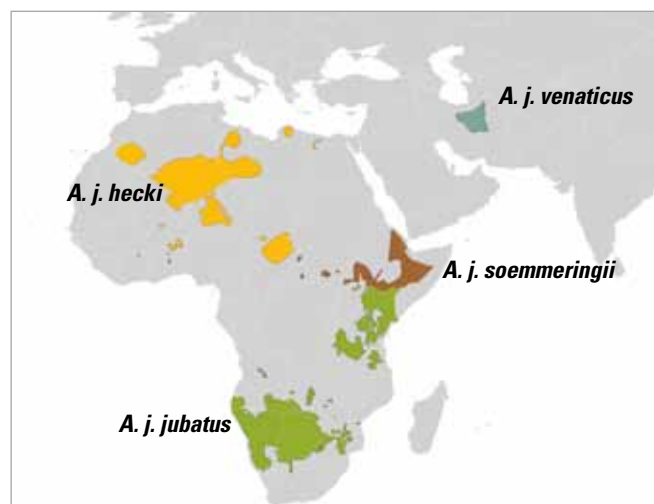 A. j. venaticus
A. j. hecki
A. j. soemmeringii
A. j. jubatus